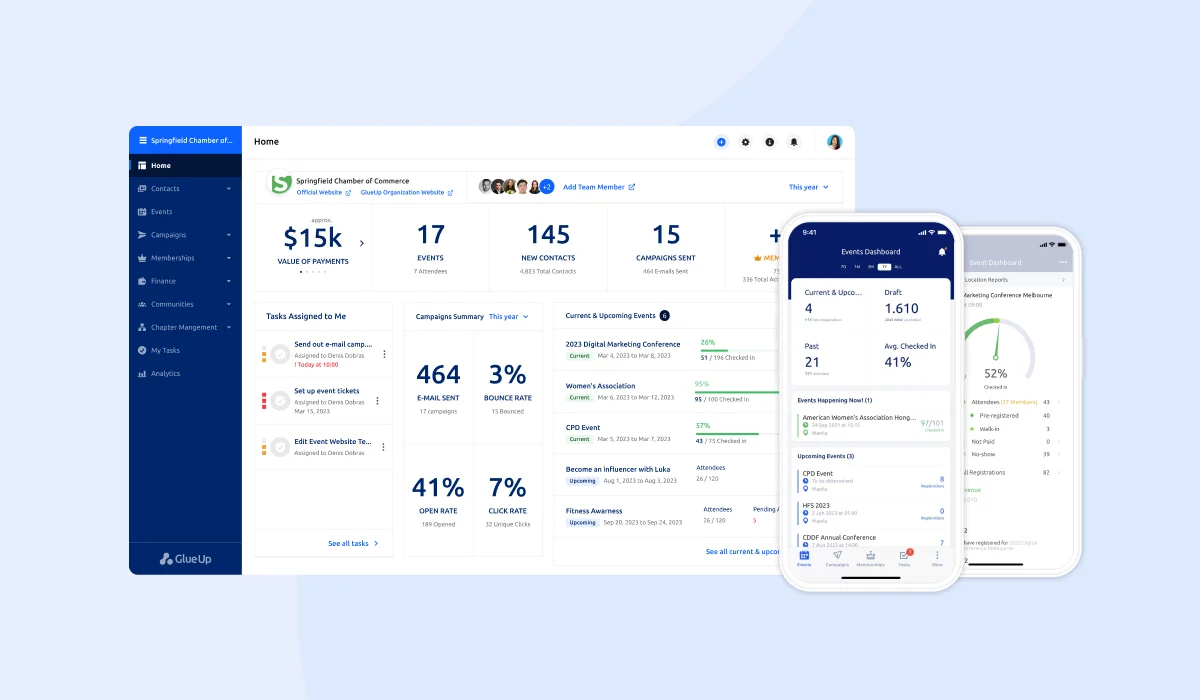 Springfield Chamber of...
Home
Contacts
Events
Campaigns
Memberships
Finance
Communities
Chapter Mangement
My Tasks
Analytics
GlueUp
Home
Springfield Chamber of Commerce
Official Website
GlueUp Organization Website
+2
Add Team Member
This year
approx.
$15k
VALUE OF PAYMENTS
17
EVENTS
7 Attendees
145
NEW CONTACTS
4,823 Total Contacts
15
CAMPAIGNS SENT
464 E-mails Sent
+
MEM
336 Total Act
Tasks Assigned to Me
Send out e-mail camp....
Assigned to Denis Dobras
! Today at 10:00
Set up event tickets
Assigned to Denis Dobras
Mar 15, 2023
Edit Event Website Te...
Assigned to Denis Dobras
See all tasks
Campaigns Summary This year
464
E-MAIL SENT
17 campaigns
3%
BOUNCE RATE
15 Bounced
41%
OPEN RATE
189 Opened
7%
CLICK RATE
32 Unique Clicks
Current & Upcoming Events 6
2023 Digital Marketing Conference
Current Mar 4, 2023 to Mar 8, 2023
26%
51 / 196 Checked in
Women's Association
Current Mar 6, 2023 to Mar 12, 2023
95%
95 / 100 Checked in
CPD Event
Current Mar 5, 2023 to Mar 7, 2023
57%
43 / 75 Checked in
Become an influencer with Luka
Upcoming Aug 1, 2023 to Aug 3, 2023
Attendees
26 / 120
Fitness Awarness
Upcoming Sep 20, 2023 to Sep 24, 2023
Attendees
26 / 120
Pending A
5
See all current & upcom
9:41
Events Dashboard
7D 1M 3M 1Y ALL
Current & Upco...
4
Draft
1.610
Past
21
Avg. Checked In
41%
Events Happening Now! (1)
American Women's Association Hong...
24 Sep 2021 at 10:15
Manila
97/101
Checked In
Upcoming Events (3)
CPD Event
To be determined
Manila
8
Registrations
HFS 2023
2 Jan 2023 at 01:00
Manila
0
Registrations
CDDF Annual Conference
7 Aug 2023 at 14:00
7
Events
Campaigns
Memberships
Tasks
1
More
Event Dashboard
Location Reports
Marketing Conference Melbourne
52%
Checked in
Attendees (37 Members) 43
Pre-registered 40
Walk-in 3
Not Paid 0
No-show 39
ll Registrations 82
venue
2
have registered for 2022 Digital